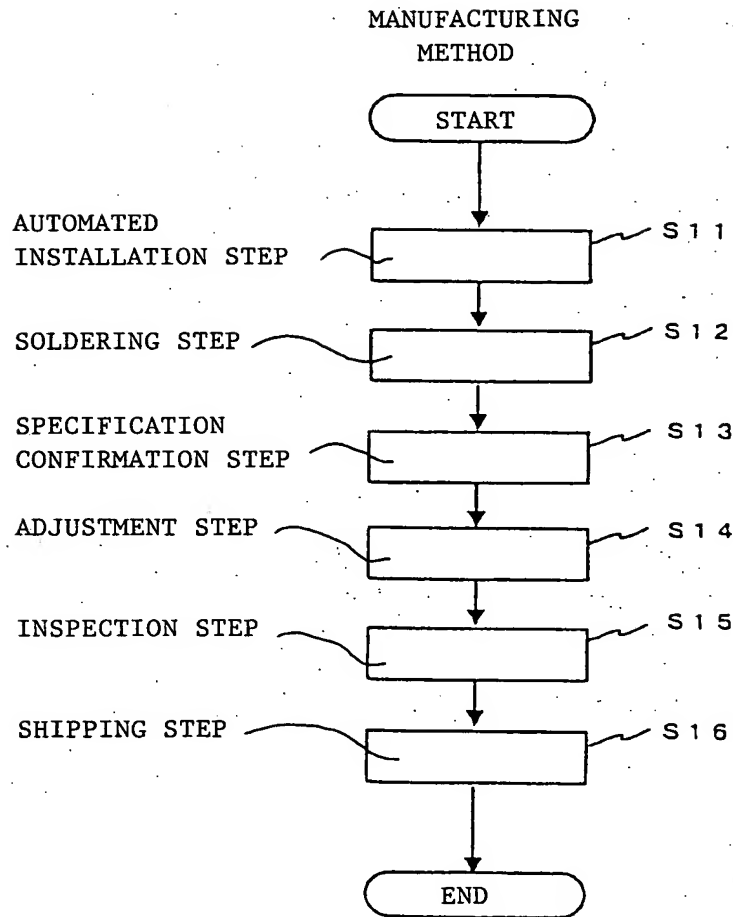 MANUFACTURING
METHOD
START
AUTOMATED
INSTALLATION STEP
S11
SOLDERING STEP
S12
SPECIFICATION
CONFIRMATION STEP
S13
ADJUSTMENT STEP
S14
INSPECTION STEP
S15
SHIPPING STEP
S16
END